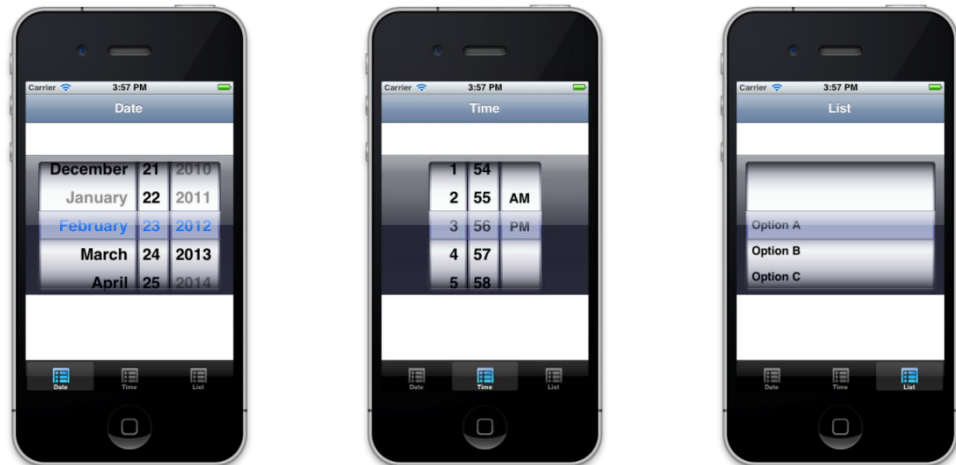 Carrier 3:57 PM
Date
December 21 2010
January 22 2011
February 23 2012
March 24 2013
April 25 2014
Date Time List
Carrier 3:57 PM
Time
1 54
2 55 AM
3 56 PM
4 57
5 58
Date Time List
Carrier 3:57 PM
List
Option A
Option B
Option C
Date Time List